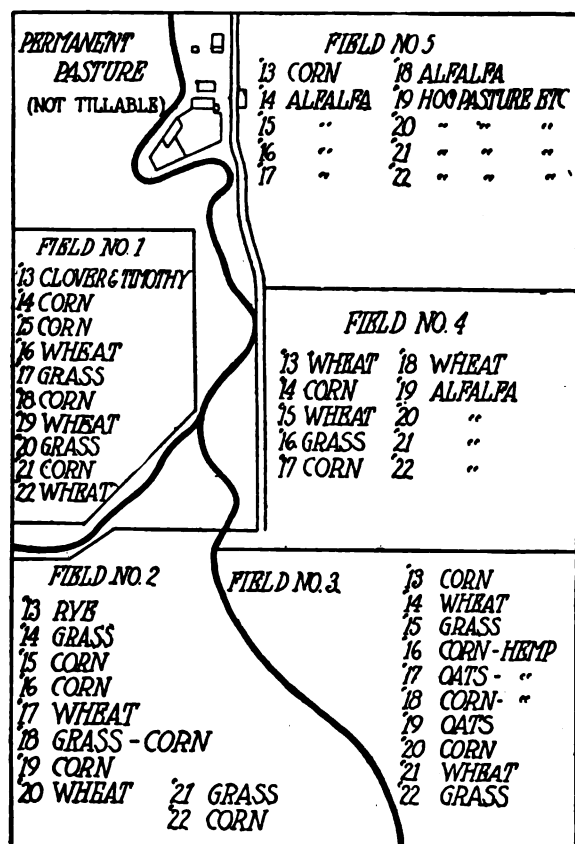 PERMANENT
PASTURE
(NOT TILLABLE)
FIELD NO 5
'13 CORN '18 ALFALFA
'14 ALFALFA '19 HOG PASTURE ETC
'15 " '20 " " "
'16 " '21 " " "
'17 " '22 " " "
FIELD NO. 1
'13 CLOVER & TIMOTHY
'14 CORN
'15 CORN
'16 WHEAT
'17 GRASS
'18 CORN
'19 WHEAT
'20 GRASS
'21 CORN
'22 WHEAT
FIELD NO. 4
'13 WHEAT '18 WHEAT
'14 CORN '19 ALFALFA
'15 WHEAT '20 "
'16 GRASS '21 "
'17 CORN '22 "
FIELD NO. 2
'13 RYE
'14 GRASS
'15 CORN
'16 CORN
'17 WHEAT
'18 GRASS - CORN
'19 CORN
'20 WHEAT '21 GRASS
'22 CORN
FIELD NO. 3
'13 CORN
'14 WHEAT
'15 GRASS
'16 CORN - HEMP
'17 OATS - "
'18 CORN - "
'19 OATS
'20 CORN
'21 WHEAT
'22 GRASS